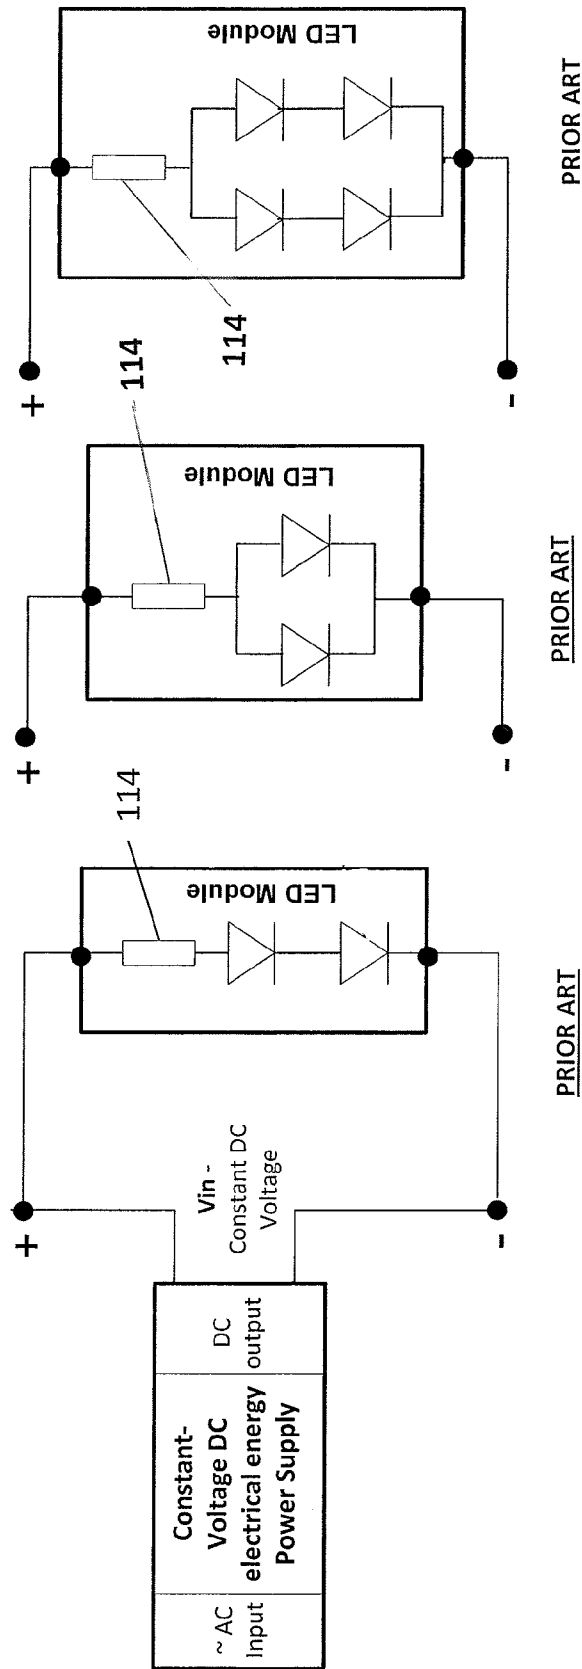 LED Module
+
114
-
PRIOR ART
LED Module
+
114
-
PRIOR ART
LED Module
+
114
-
PRIOR ART
Vin -
Constant DC
Voltage
DC
output
Constant-
Voltage DC
electrical energy
Power Supply
~ AC
Input